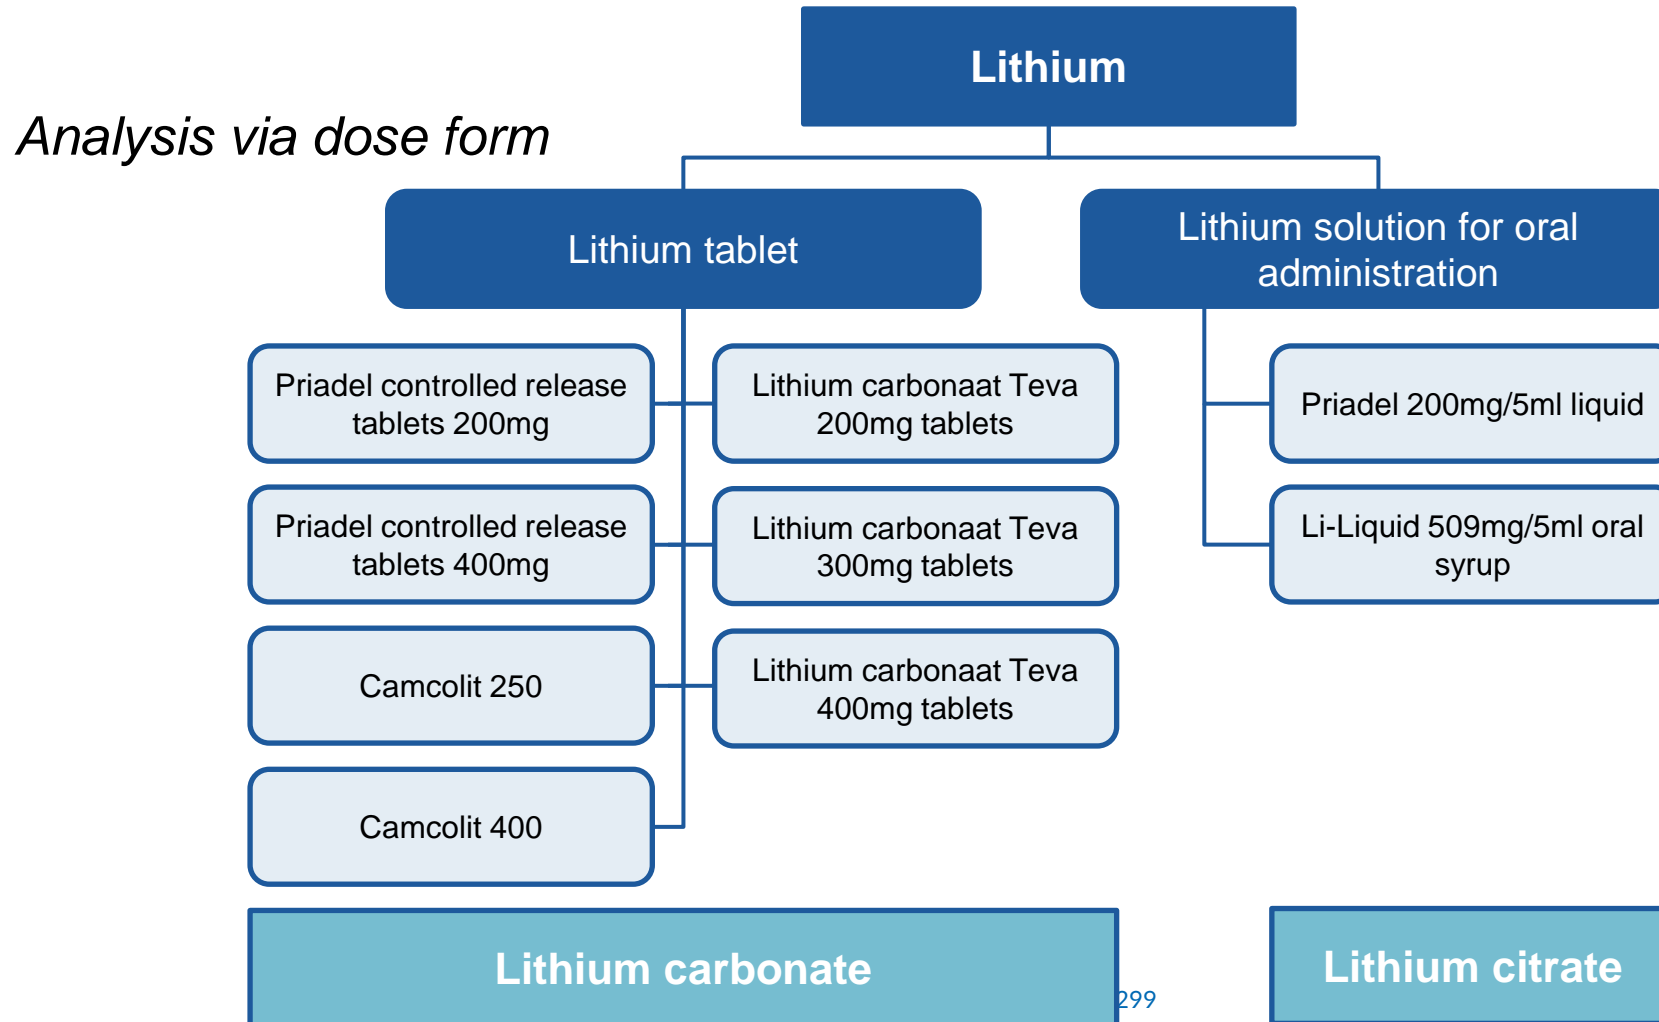 Lithium
Analysis via dose form
Lithium tablet
Lithium solution for oral
administration
Priadel controlled release
tablets 200mg
Lithium carbonaat Teva
200mg tablets
Priadel 200mg/5ml liquid
Priadel controlled release
tablets 400mg
Lithium carbonaat Teva
300mg tablets
Li-Liquid 509mg/5ml oral
syrup
Camcolit 250
Lithium carbonaat Teva
400mg tablets
Camcolit 400
Lithium carbonate
Lithium citrate
299